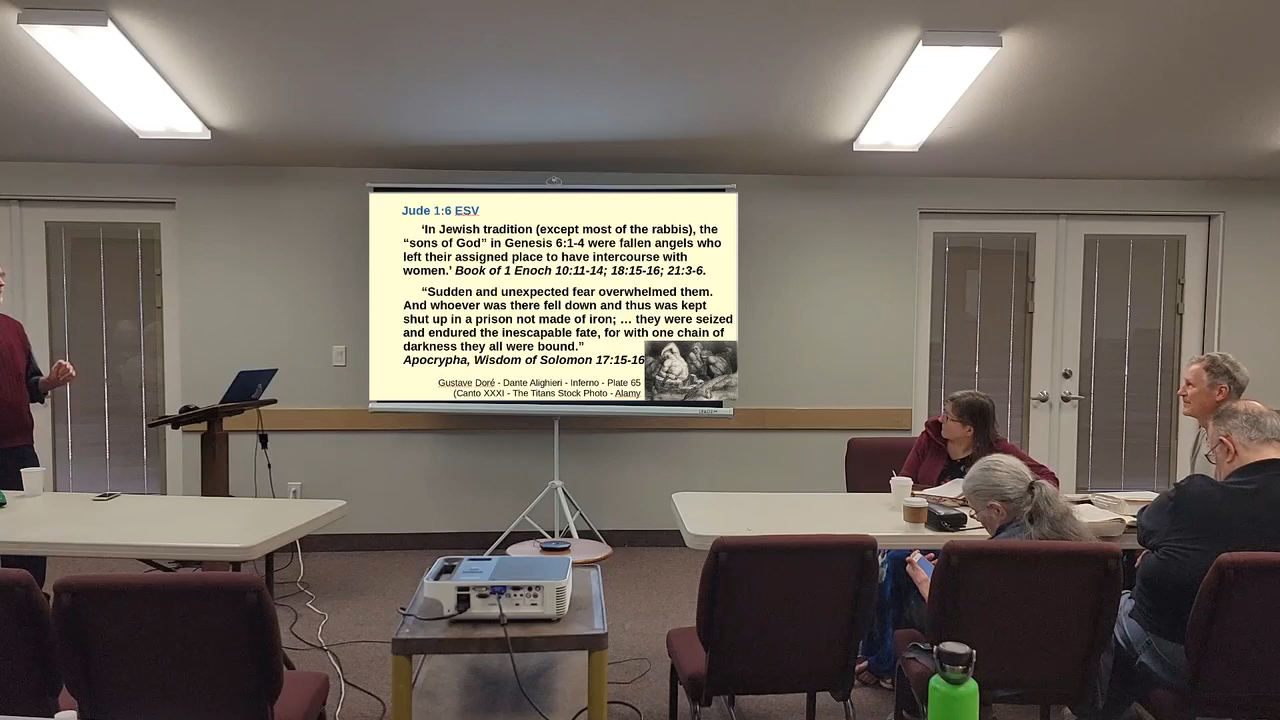 Jude 1:6 ESV
‘In Jewish tradition (except most of the rabbis), the
“sons of God” in Genesis 6:1-4 were fallen angels who
left their assigned place to have intercourse with
women.’ Book of 1 Enoch 10:11-14; 18:15-16; 21:3-6.
“Sudden and unexpected fear overwhelmed them.
And whoever was there fell down and thus was kept
shut up in a prison not made of iron; … they were seized
and endured the inescapable fate, for with one chain of
darkness they all were bound.”
Apocrypha, Wisdom of Solomon 17:15-16
Gustave Doré - Dante Alighieri - Inferno - Plate 65
(Canto XXXI - The Titans Stock Photo - Alamy